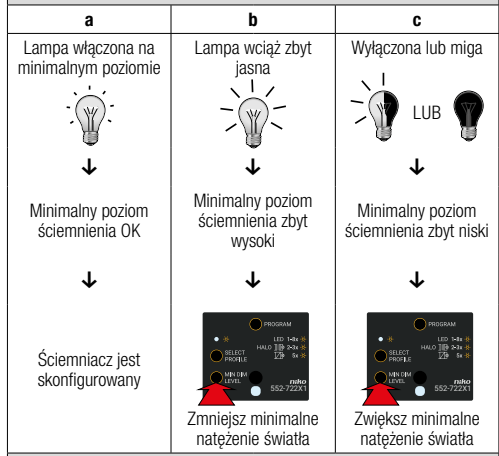 a
b
c
Lampa włączona na
minimalnym poziomie
Lampa wciąż zbyt
jasna
Wyłączona lub miga
LUB
Minimalny poziom
ściemnienia OK
Minimalny poziom
ściemnienia zbyt
wysoki
Minimalny poziom
ściemnienia zbyt niski
Ściemniacz jest
skonfigurowany
PROGRAM
LED 1-8x
HALO 2-3x
5x
SELECT
PROFILE
MIN DIM
LEVEL
niko
552-722X1
Zmniejsz minimalne
natężenie światła
PROGRAM
LED 1-8x
HALO 2-3x
5x
SELECT
PROFILE
MIN DIM
LEVEL
niko
552-722X1
Zwiększ minimalne
natężenie światła